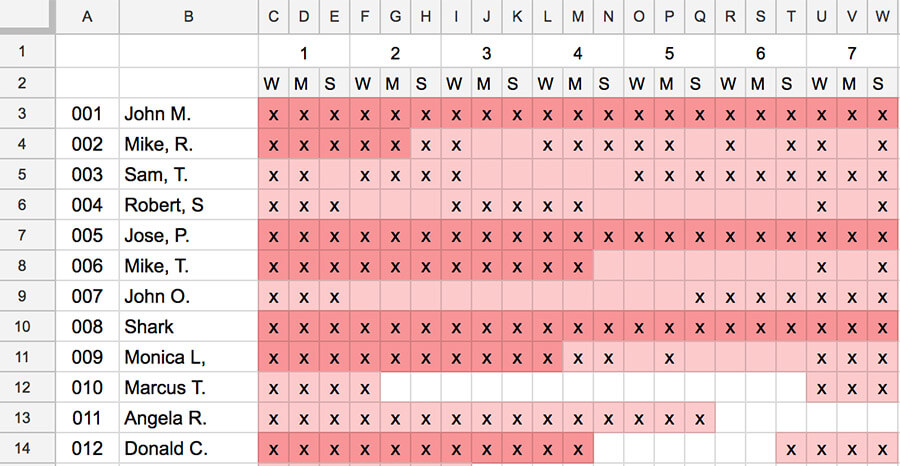 A B C D E F G H I J K L M N O P Q R S T U V W
1 1 2 3 4 5 6 7
2 W M S W M S W M S W M S W M S W M S W M S
3 001 John M. x x x x x x x x x x x x x x x x x x x x x
4 002 Mike, R. x x x x x x x x x x x x x x x x
5 003 Sam, T. x x x x x x x x x x x x x x x
6 004 Robert, S x x x x x x x x x x
7 005 Jose, P. x x x x x x x x x x x x x x x x x x x x x
8 006 Mike, T. x x x x x x x x x x x x x
9 007 John O. x x x x x x x x x x
10 008 Shark x x x x x x x x x x x x x x x x x x x x x
11 009 Monica L, x x x x x x x x x x x x x x x x
12 010 Marcus T. x x x x x x x
13 011 Angela R. x x x x x x x x x x x x x x x
14 012 Donald C. x x x x x x x x x x x x x x x